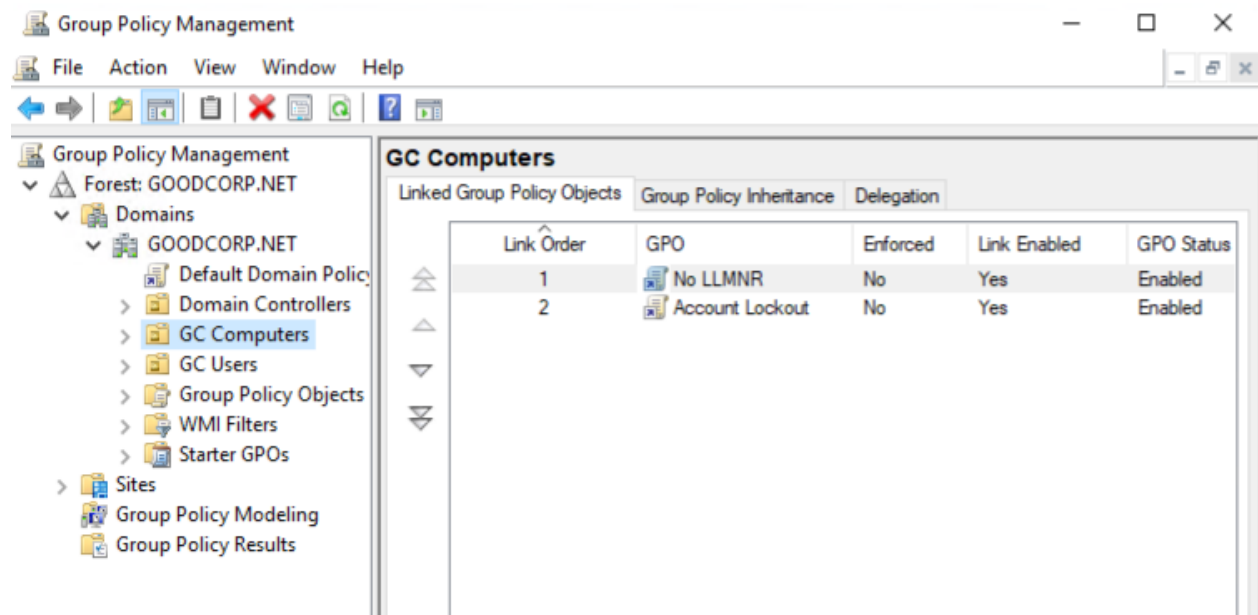 Group Policy Management
File Action View Window Help
Group Policy Management
Forest: GOODCORP.NET
Domains
GOODCORP.NET
Default Domain Policy
Domain Controllers
GC Computers
GC Users
Group Policy Objects
WMI Filters
Starter GPOs
Sites
Group Policy Modeling
Group Policy Results
GC Computers
Linked Group Policy Objects Group Policy Inheritance Delegation
Link Order GPO Enforced Link Enabled GPO Status
1 No LLMNR No Yes Enabled
2 Account Lockout No Yes Enabled